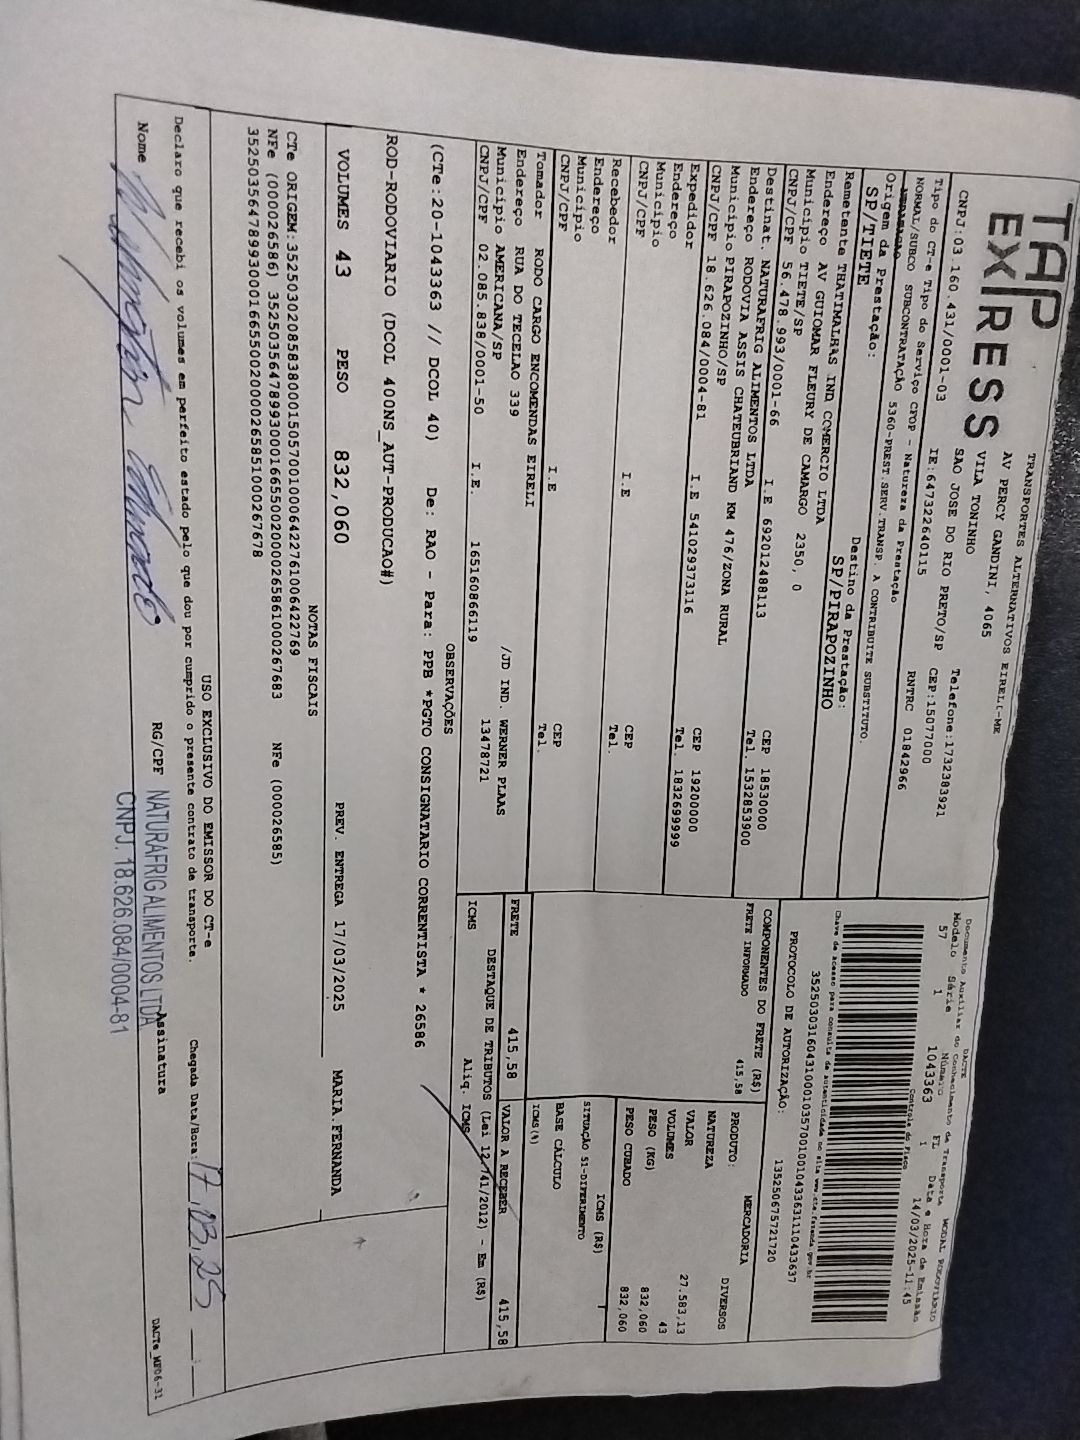 TAP EXPRESS
TRANSPORTES ALTERNATIVOS EIRELI-ME
AV PERCY GANDINI, 4065
VILA TONINHO
SAO JOSE DO RIO PRETO/SP CEP:15077000
Telefone:1732383921
CNPJ:03.160.431/0001-03 IE:647322640115 RNTRC 01842966
Tipo do CT-e Tipo do Serviço CFOP - Natureza da Prestação
NORMAL/SUBCO SUBCONTRATAÇÃO 5360-PREST.SERV.TRANSP. A CONTRIBUITE SUBSTITUTO.
Origem da Prestação: Destino da Prestação:
SP/TIETE SP/PIRAPOZINHO
Remetente THATIMALHAS IND COMERCIO LTDA
Endereço AV GUIOMAR FLEURY DE CAMARGO 2350, 0
Município TIETE/SP CEP 18530000
CNPJ/CPF 56.478.993/0001-66 I.E 692012488113 Tel. 1532853900
Destinat. NATURAFRIG ALIMENTOS LTDA
Endereço RODOVIA ASSIS CHATEUBRIAND KM 476/ZONA RURAL
Município PIRAPOZINHO/SP CEP 19200000
CNPJ/CPF 18.626.084/0004-81 I.E 541029373116 Tel. 1832699999
Expedidor
Endereço
Município CEP
CNPJ/CPF I.E Tel.
Recebedor
Endereço
Município CEP
CNPJ/CPF I.E Tel.
Tomador RODO CARGO ENCOMENDAS EIRELI
Endereço RUA DO TECELAO 339 /JD IND. WERNER PLAAS
Município AMERICANA/SP 13478721
CNPJ/CPF 02.085.838/0001-50 I.E. 165160866119
DACTE MODAL RODOVIÁRIO
Documento Auxiliar do Conhecimento de Transporte
Modelo Série Número FL Data e Hora de Emissão
57 1 1043363 1 14/03/2025-11:45
Controle do Fisco
Chave de acesso para consulta de autenticidade no site www.cte.fazenda.gov.br
35250303160431000103570010010433631110433637
PROTOCOLO DE AUTORIZAÇÃO: 135250675721720
COMPONENTES DO FRETE (R$)
FRETE INFORMADO 415,58
PRODUTO: MERCADORIA
NATUREZA DIVERSOS
VALOR 27.583,13
VOLUMES 43
PESO (KG) 832,060
PESO CUBADO 832,060
ICMS (R$)
SITUAÇÃO 51-DIFERIMENTO
BASE CÁLCULO
ICMS(%)
FRETE 415,58 VALOR A RECEBER 415,58
DESTAQUE DE TRIBUTOS (Lei 12.741/2012) - Em (R$)
ICMS Aliq. ICMS
OBSERVAÇÕES
(CTe:20-1043363 // DCOL 40) De: RAO - Para: PPB *PGTO CONSIGNATARIO CORRENTISTA * 26586
ROD-RODOVIARIO (DCOL 400NS_AUT-PRODUCAO#)
VOLUMES 43 PESO 832,060 PREV. ENTREGA 17/03/2025 MARIA.FERNANDA
NOTAS FISCAIS
CTe ORIGEM:35250302085838000150570010006422761006422769
NFe (000026586) 35250356478993000166550020000265861000267683 NFe (000026585)
35250356478993000166550020000265851000267678
USO EXCLUSIVO DO EMISSOR DO CT-e
Declaro que recebi os volumes em perfeito estado pelo que dou por cumprido o presente contrato de transporte. Chegada Data/Hora: 17.03.25
Nome RG/CPF Assinatura
NATURAFRIG ALIMENTOS LTDA
CNPJ. 18.626.084/0004-81
DACTe_MF06-31